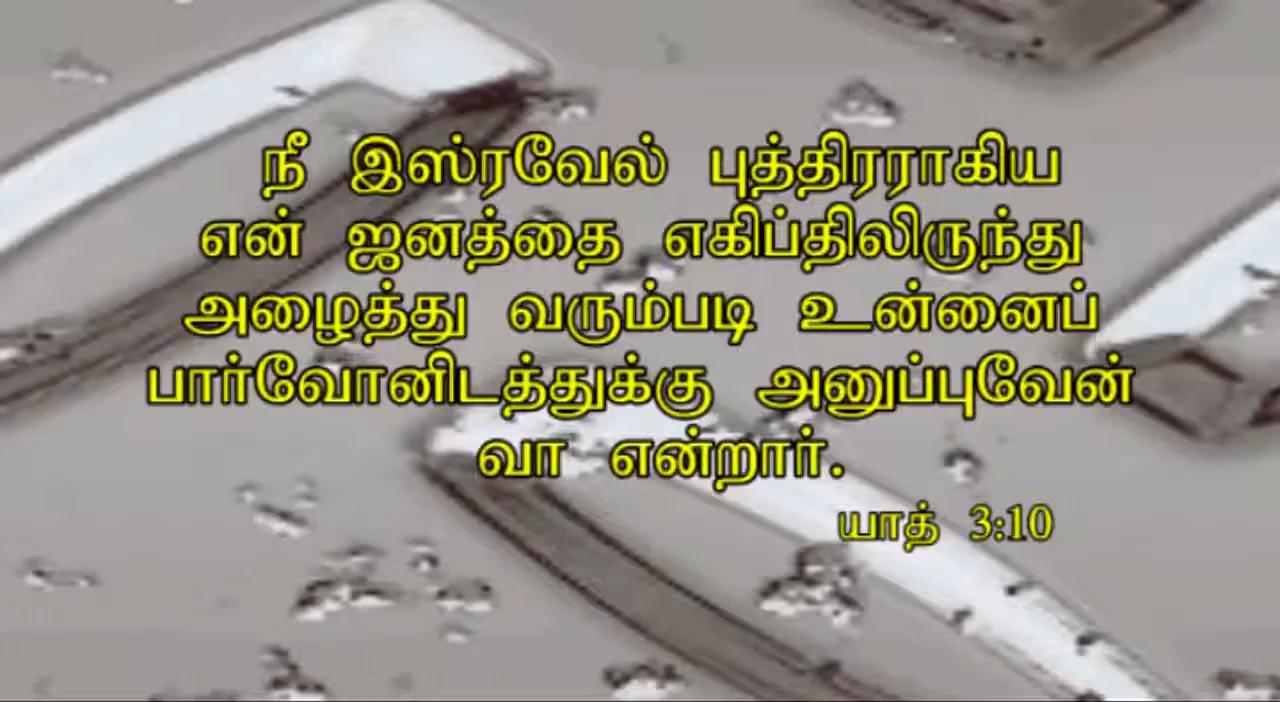 நீ இஸ்ரவேல் புத்திரராகிய
என் ஜனத்தை எகிப்திலிருந்து
அழைத்து வரும்படி உன்னைப்
பார்வோனிடத்துக்கு அனுப்புவேன்
வா என்றார்.
யாத் 3:10